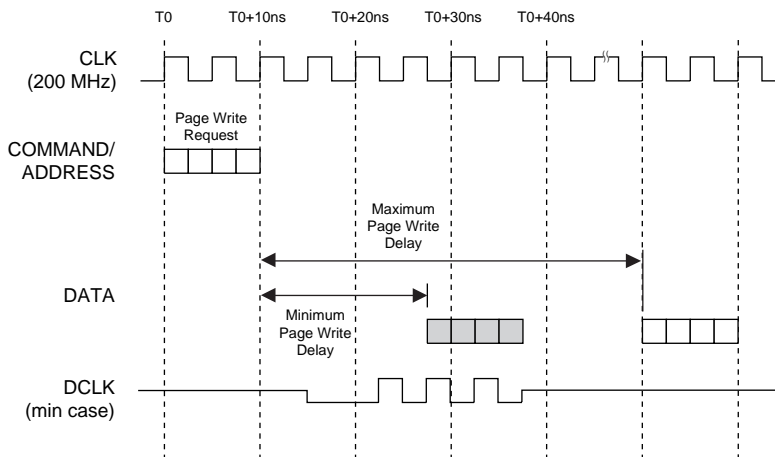 T0 T0+10ns T0+20ns T0+30ns T0+40ns
CLK
(200 MHz)
Page Write
Request
COMMAND/
ADDRESS
Maximum
Page Write
Delay
DATA
Minimum
Page Write
Delay
DCLK
(min case)